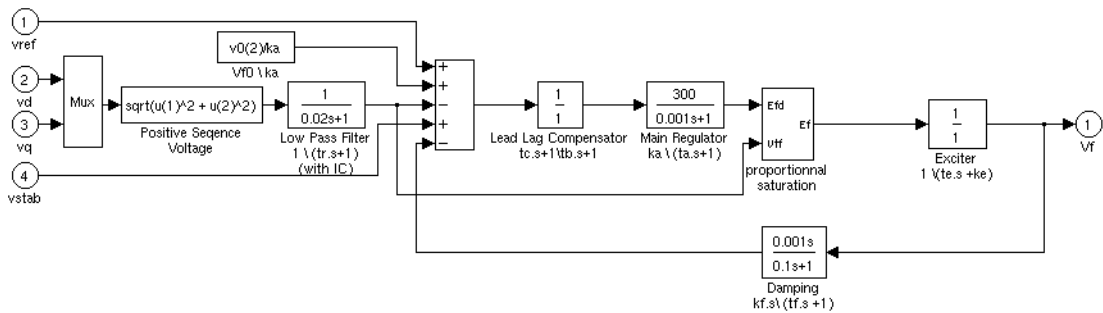 1
vref
v0(2)/ka
Vf0 \ ka
2
vd
3
vq
4
vstab
Mux
sqrt(u(1)^2 + u(2)^2)
Positive Seqence
Voltage
1
0.02s+1
Low Pass Filter
1 \ (tr.s+1)
(with IC)
+
+
−
+
−
1
1
Lead Lag Compensator
tc.s+1\tb.s+1
300
0.001s+1
Main Regulator
ka \ (ta.s+1)
Efd
Ef
Vtf
proportionnal
saturation
1
1
Exciter
1 \(te.s +ke)
1
Vf
0.001s
0.1s+1
Damping
kf.s\ (tf.s +1)